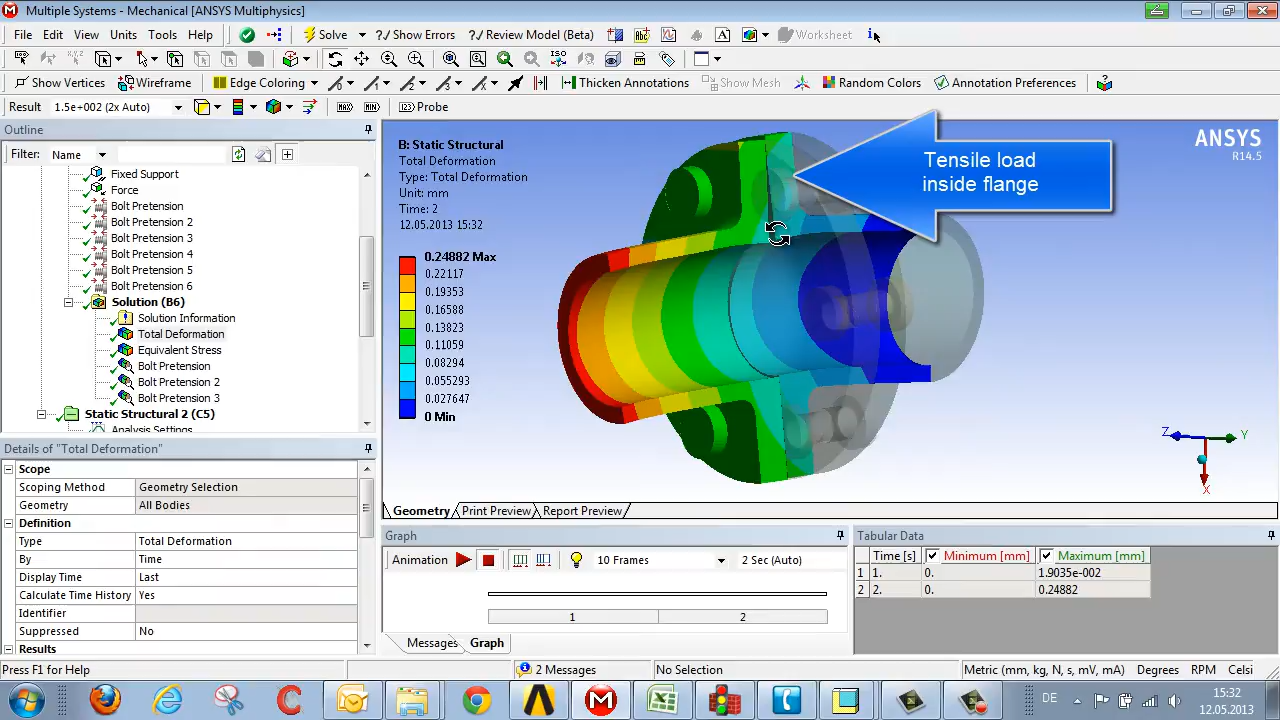 Multiple Systems - Mechanical [ANSYS Multiphysics]
File Edit View Units Tools Help Solve ?/Show Errors Review Model (Beta) Worksheet
Show Vertices Wireframe Edge Coloring Thicken Annotations Show Mesh Random Colors Annotation Preferences
Result 1.5e+002 (2x Auto) MAX MIN Probe
Outline
Filter: Name
Fixed Support
Force
Bolt Pretension
Bolt Pretension 2
Bolt Pretension 3
Bolt Pretension 4
Bolt Pretension 5
Bolt Pretension 6
Solution (B6)
Solution Information
Total Deformation
Equivalent Stress
Bolt Pretension
Bolt Pretension 2
Bolt Pretension 3
Static Structural 2 (C5)
Analysis Settings
Details of "Total Deformation"
Scope
Scoping Method Geometry Selection
Geometry All Bodies
Definition
Type Total Deformation
By Time
Display Time Last
Calculate Time History Yes
Identifier
Suppressed No
Results
B: Static Structural
Total Deformation
Type: Total Deformation
Unit: mm
Time: 2
12.05.2013 15:32
0.24882 Max
0.22117
0.19353
0.16588
0.13823
0.11059
0.08294
0.055293
0.027647
0 Min
Tensile load
inside flange
ANSYS
R14.5
Z Y
X
Geometry Print Preview Report Preview
Graph
Animation 10 Frames 2 Sec (Auto)
1 2
Messages Graph
Tabular Data
Time [s] Minimum [mm] Maximum [mm]
1 1. 0. 1.9035e-002
2 2. 0. 0.24882
Press F1 for Help 2 Messages No Selection Metric (mm, kg, N, s, mV, mA) Degrees RPM Celsi
DE 15:32
12.05.2013